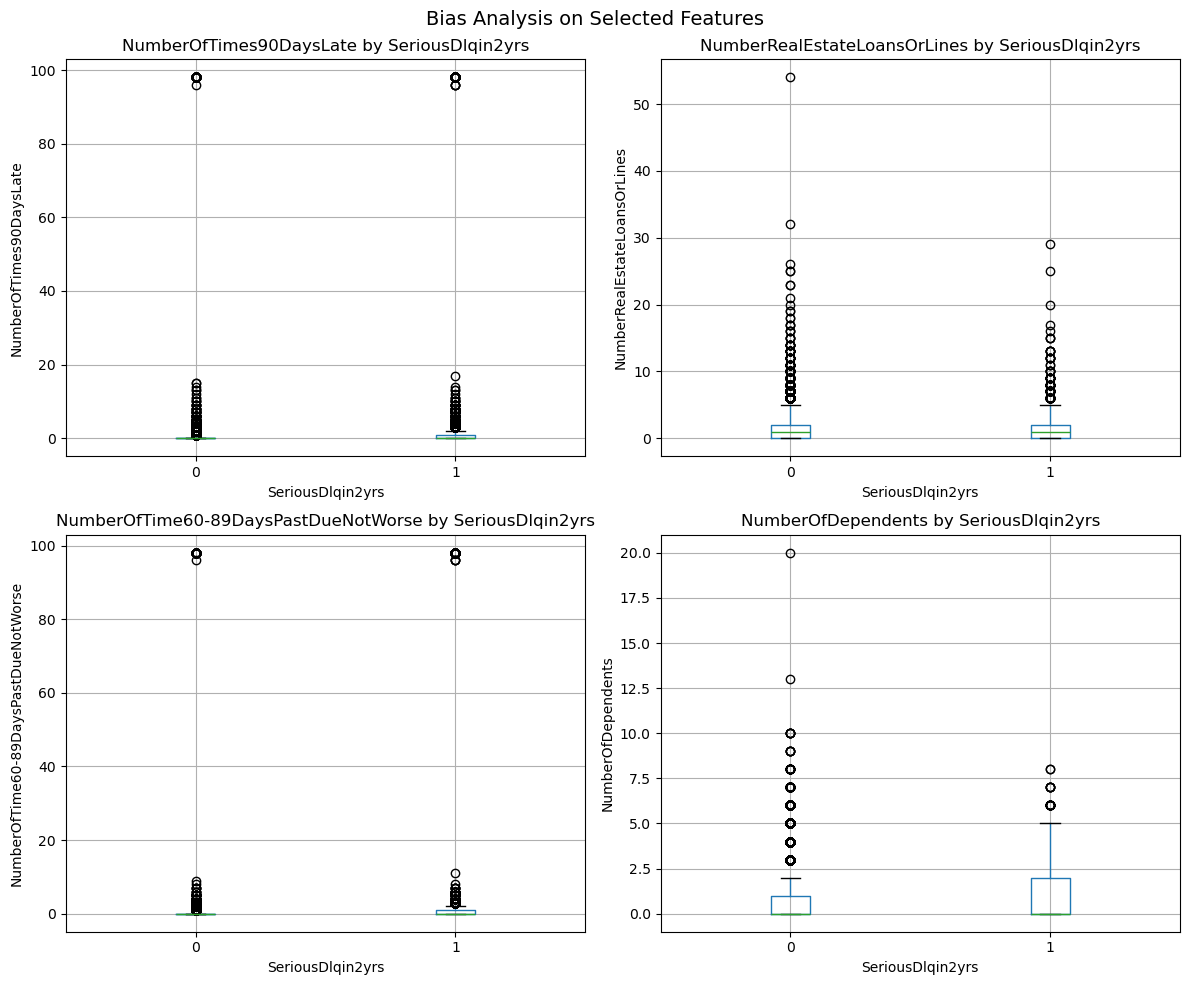 Bias Analysis on Selected Features
NumberOfTimes90DaysLate by SeriousDlqin2yrs
NumberOfTimes90DaysLate
100
80
60
40
20
0
0 1
SeriousDlqin2yrs
NumberRealEstateLoansOrLines by SeriousDlqin2yrs
NumberRealEstateLoansOrLines
50
40
30
20
10
0
0 1
SeriousDlqin2yrs
NumberOfTime60-89DaysPastDueNotWorse by SeriousDlqin2yrs
NumberOfTime60-89DaysPastDueNotWorse
100
80
60
40
20
0
0 1
SeriousDlqin2yrs
NumberOfDependents by SeriousDlqin2yrs
NumberOfDependents
20.0
17.5
15.0
12.5
10.0
7.5
5.0
2.5
0.0
0 1
SeriousDlqin2yrs